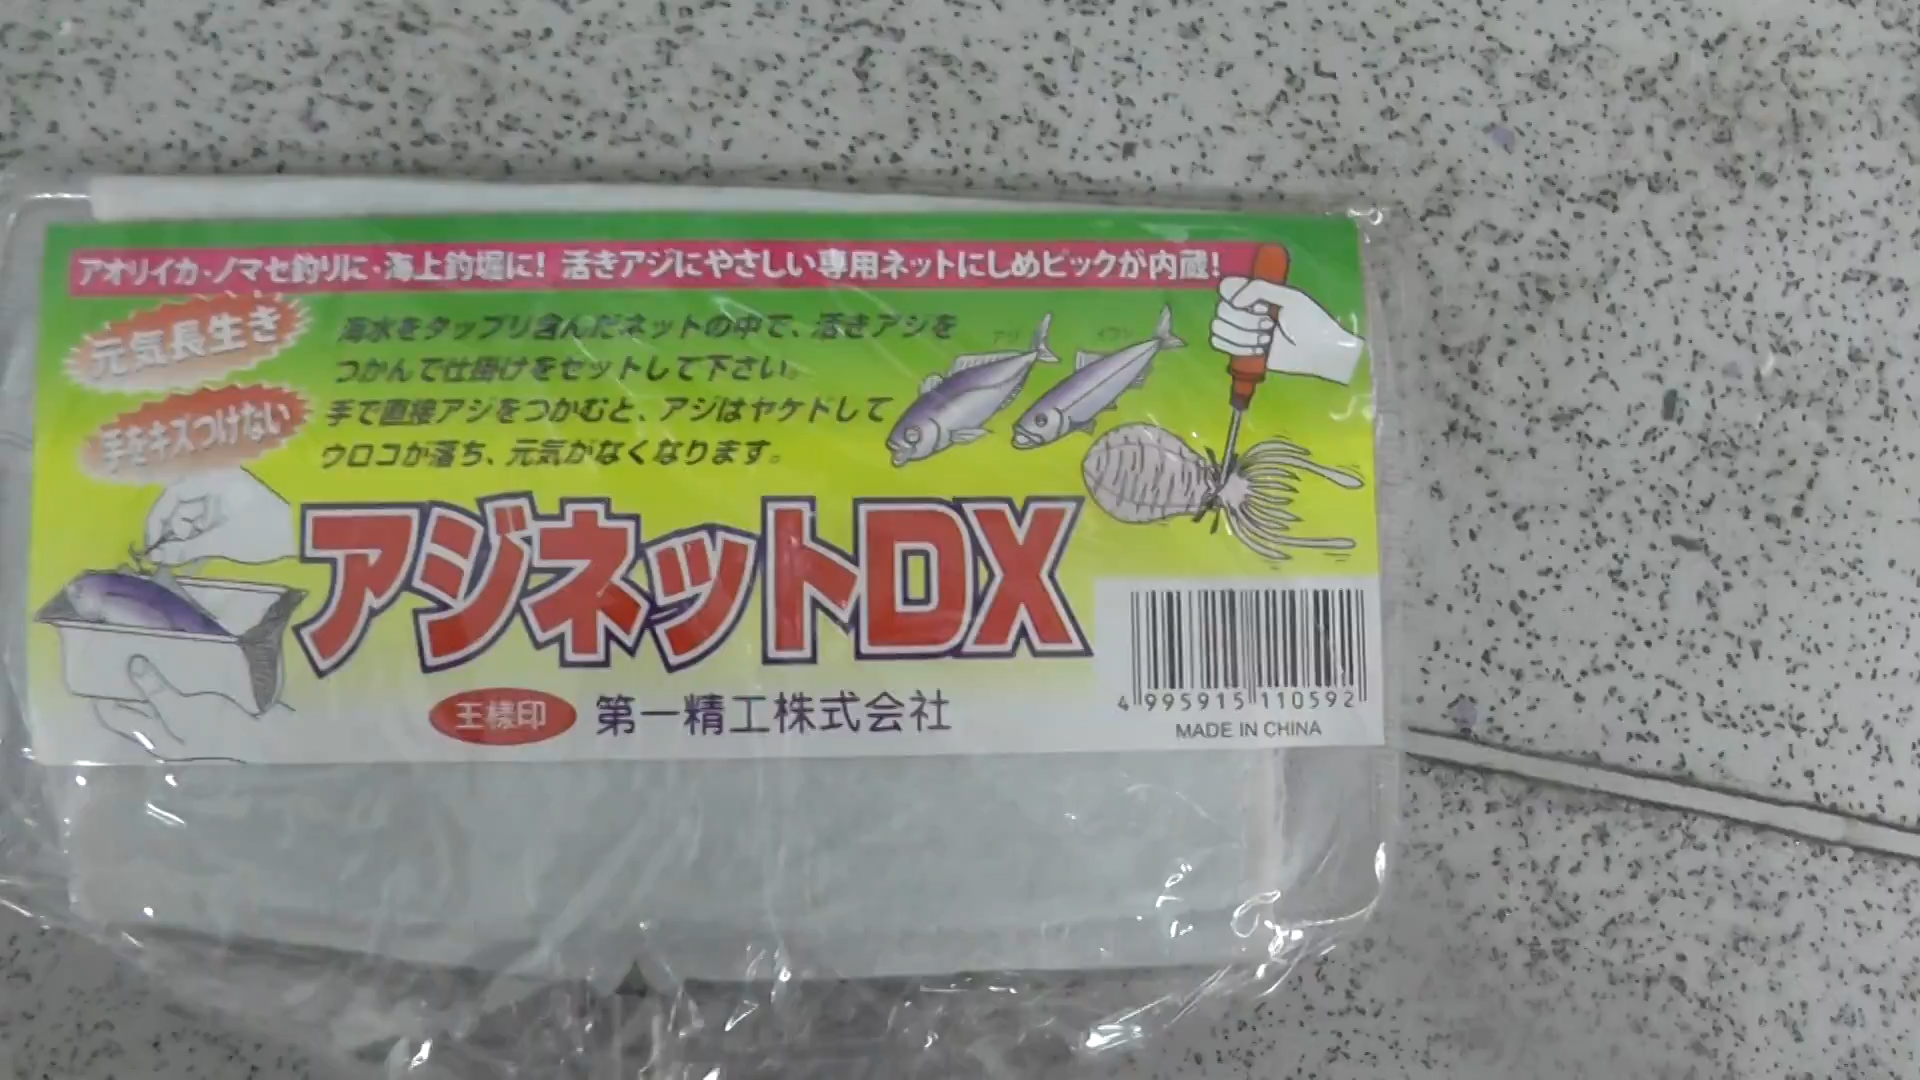 アオリイカ・ノマセ釣りに・海上釣堀に! 活きアジにやさしい専用ネットにしめピックが内蔵!
元気長生き
手をキズつけない
海水をタップリ含んだネットの中で、活きアジを
つかんで仕掛けをセットして下さい。
手で直接アジをつかむと、アジはヤケドして
ウロコが落ち、元気がなくなります。
アジ
アジネットDX
王様印 第一精工株式会社
4 995915 110592
MADE IN CHINA